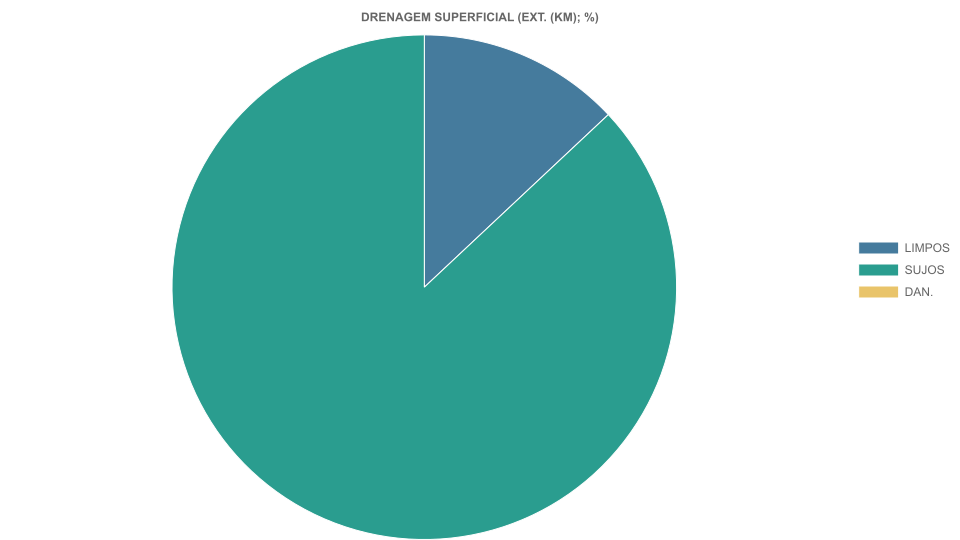 DRENAGEM SUPERFICIAL (EXT. (KM); %)
LIMPOS
SUJOS
DAN.